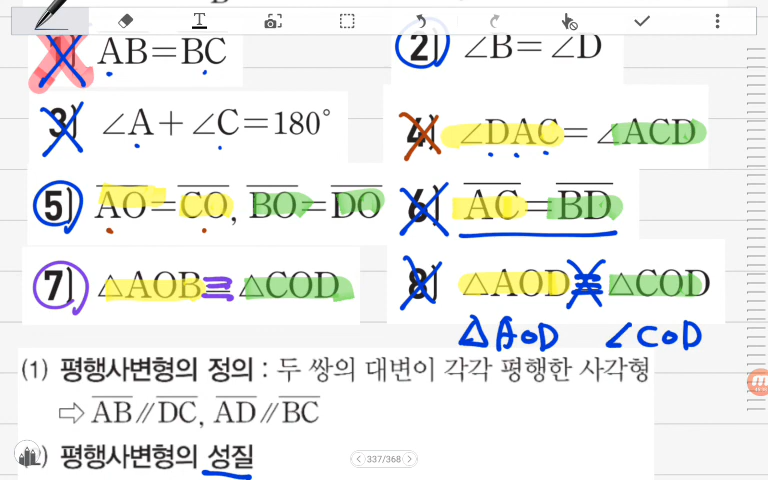 1) AB=BC 2) ∠B=∠D
3) ∠A+∠C=180° 4) ∠DAC=∠ACD
5) AO=CO, BO=DO 6) AC=BD
7) △AOB≡△COD 8) △AOD≡△COD
△AOD ∠COD
(1) 평행사변형의 정의 : 두 쌍의 대변이 각각 평행한 사각형
⇨ AB∥DC, AD∥BC
) 평행사변형의 성질
337/368